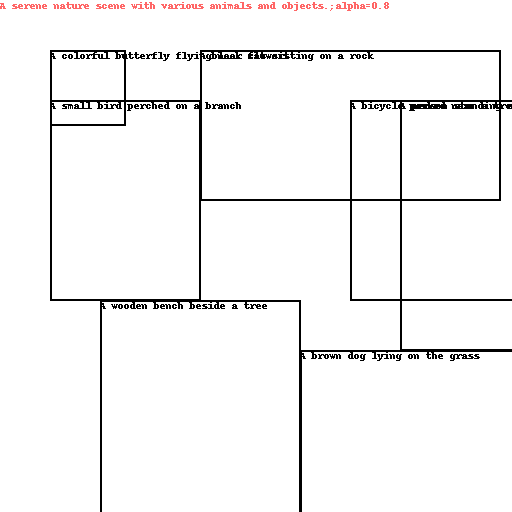 A serene nature scene with various animals and objects.;alpha=0.8
A colorful butterfly flying near flowers
A black cat sitting on a rock
A small bird perched on a branch
A bicycle parked near a tree
A person standing
A wooden bench beside a tree
A brown dog lying on the grass